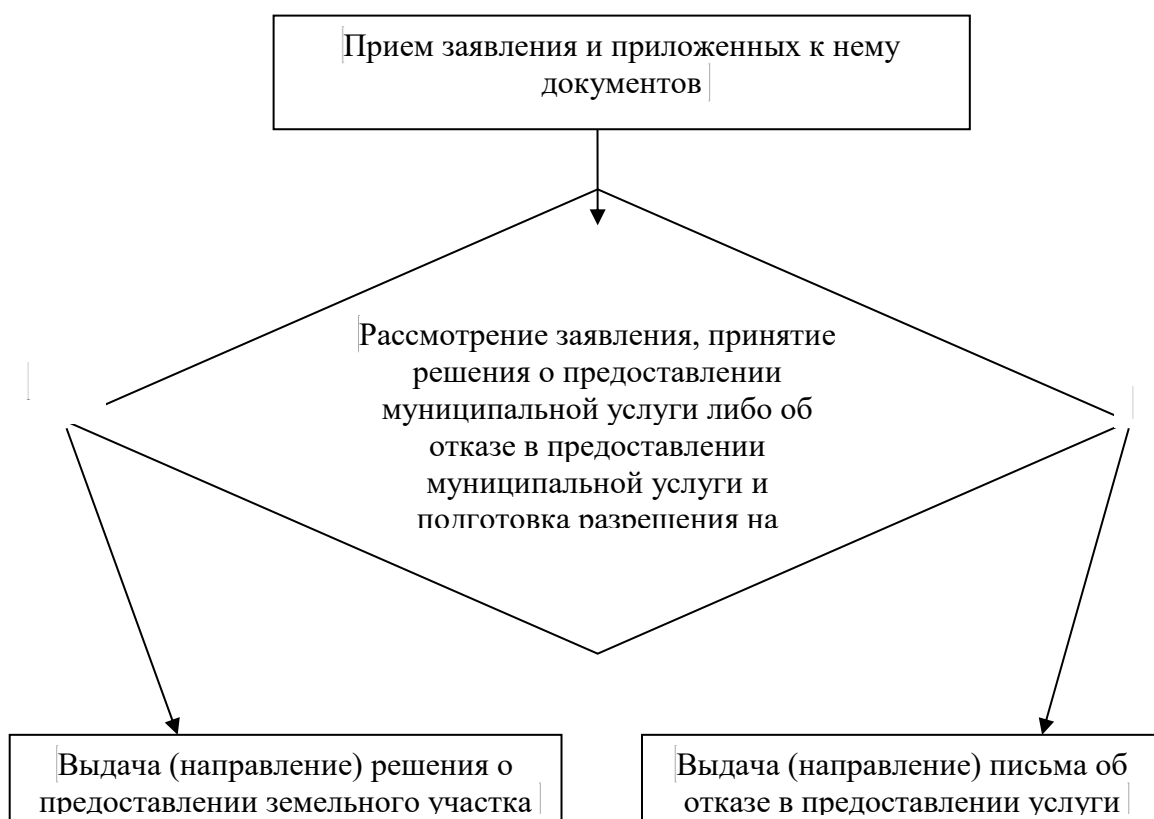 Прием заявления и приложенных к нему
документов
Рассмотрение заявления, принятие
решения о предоставлении
муниципальной услуги либо об
отказе в предоставлении
муниципальной услуги и
подготовка разрешения на
Выдача (направление) решения о
предоставлении земельного участка
Выдача (направление) письма об
отказе в предоставлении услуги